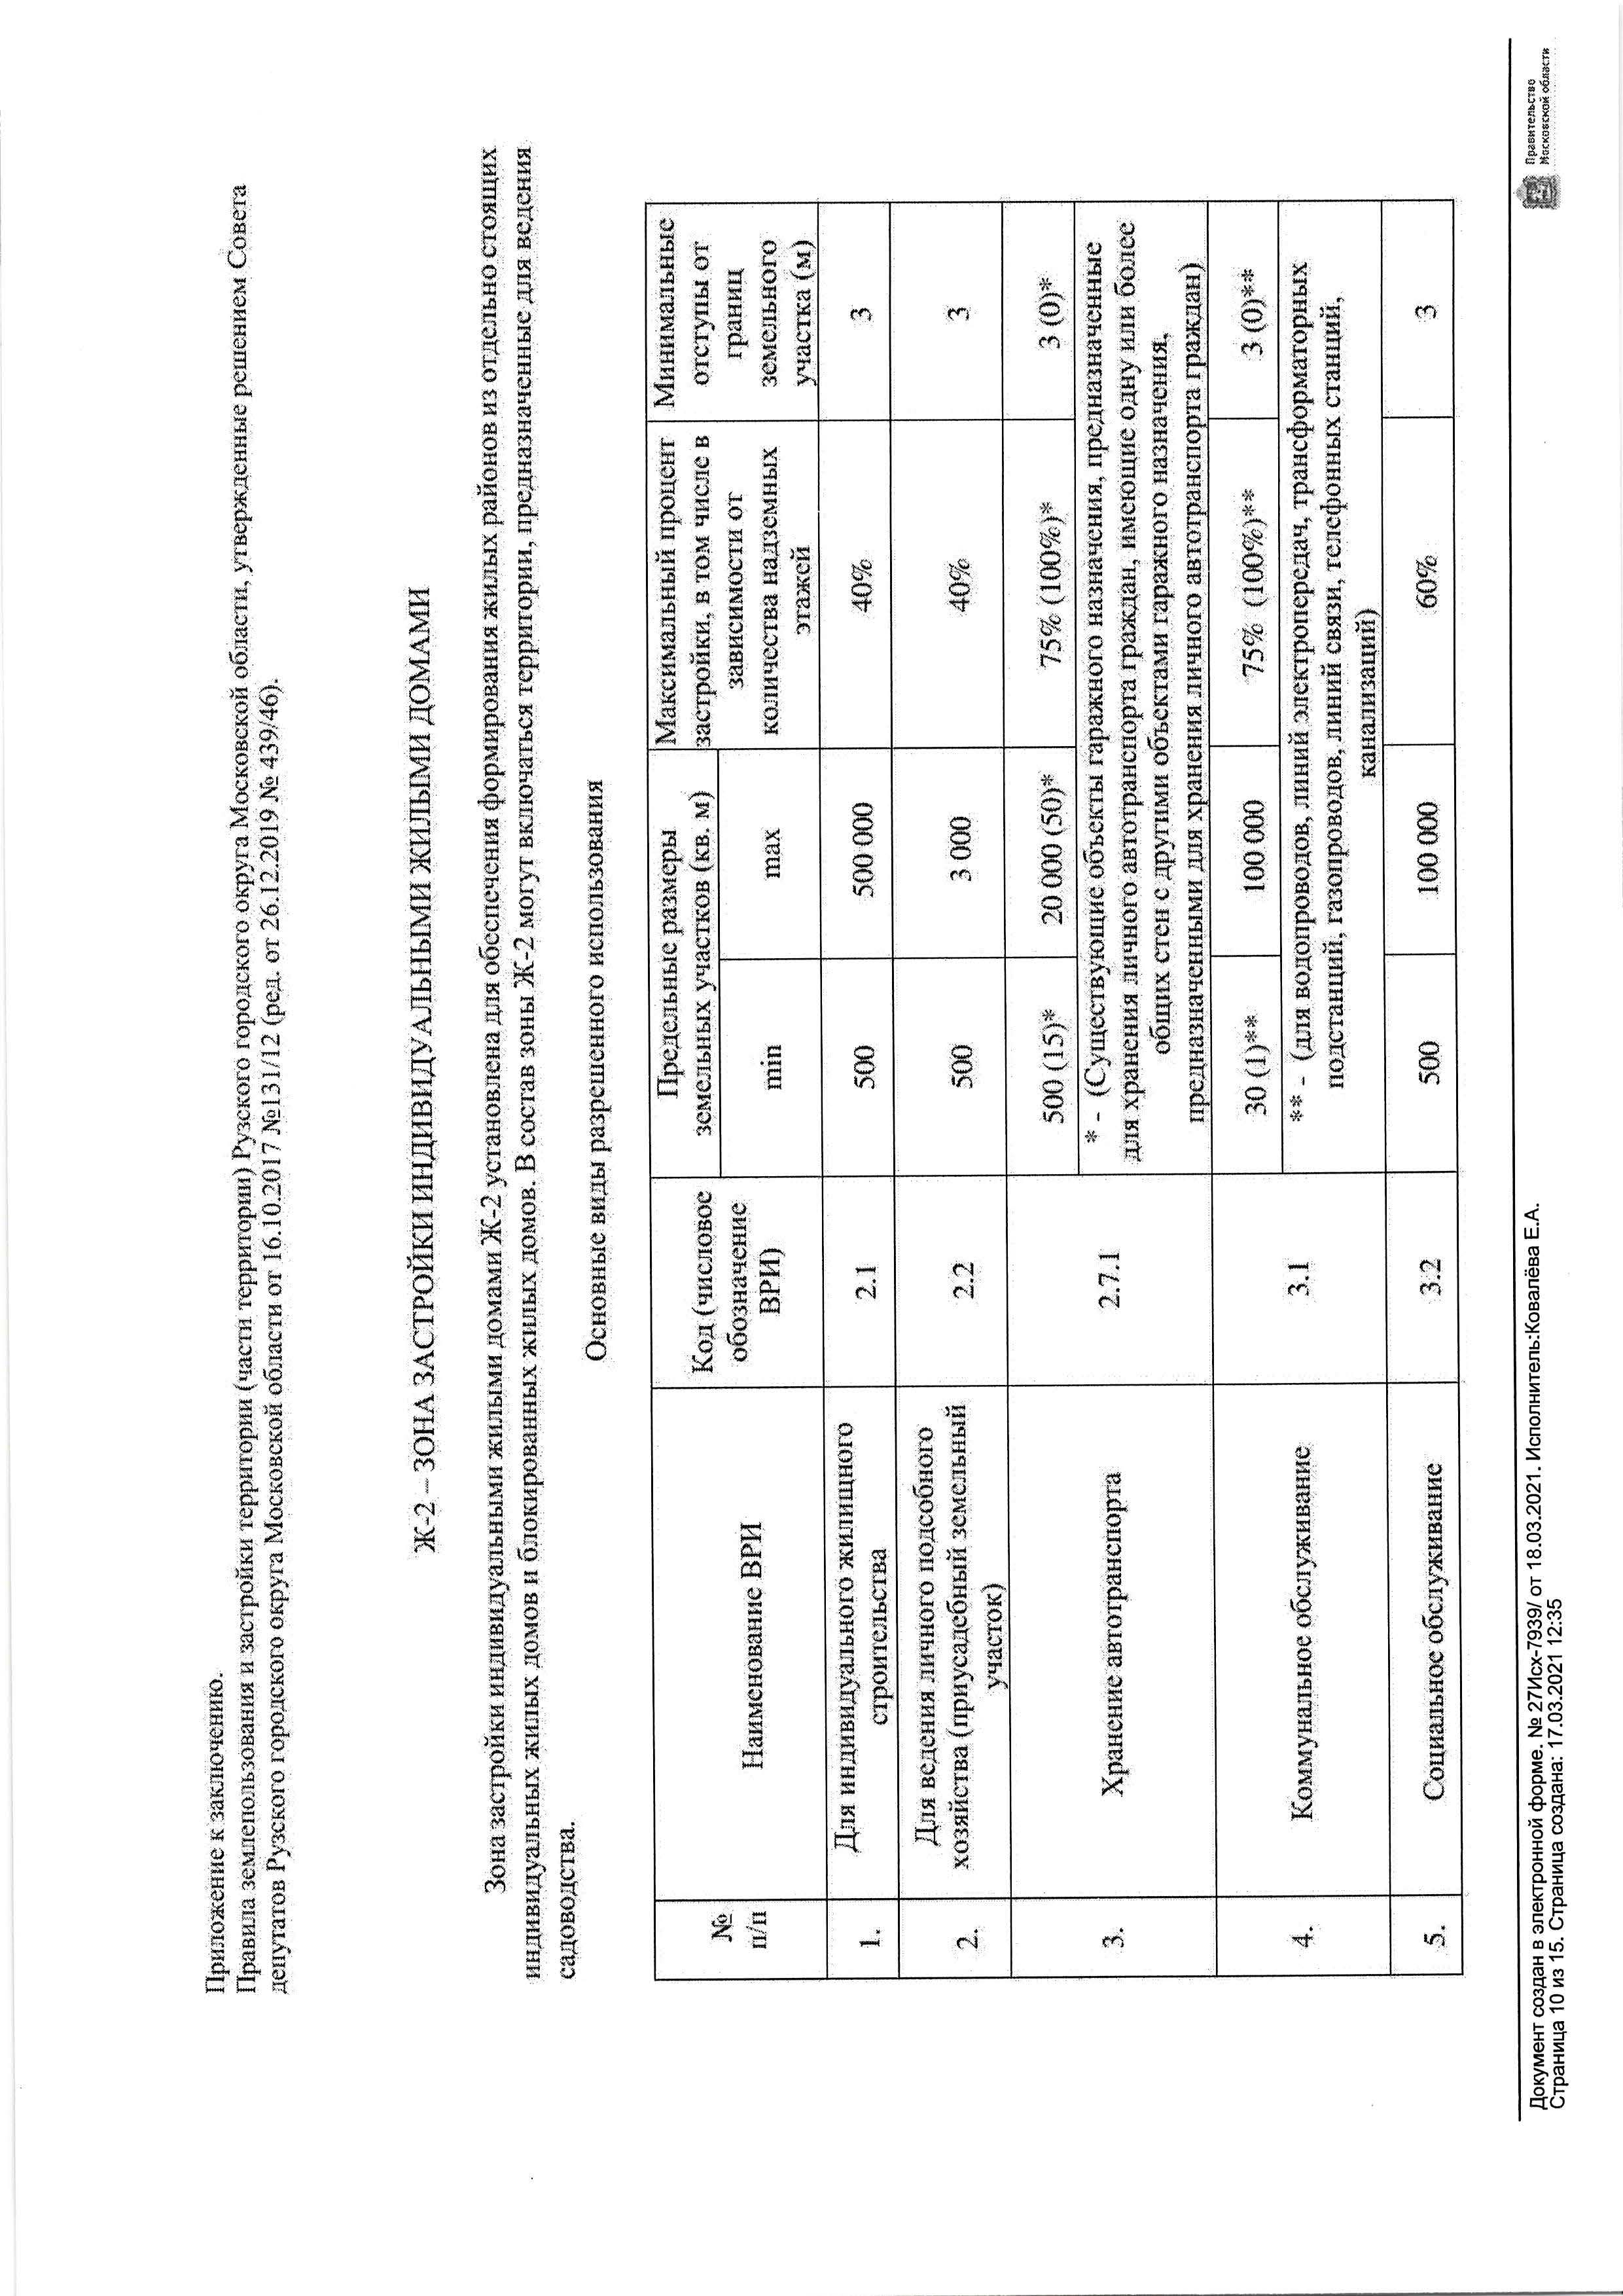 Приложение к заключению.
Правила землепользования и застройки территории (части территории) Рузского городского округа Московской области, утвержденные решением Совета
депутатов Рузского городского округа Московской области от 16.10.2017 №131/12 (ред. от 26.12.2019 № 439/46).
Ж-2 – ЗОНА ЗАСТРОЙКИ ИНДИВИДУАЛЬНЫМИ ЖИЛЫМИ ДОМАМИ
Зона застройки индивидуальными жилыми домами Ж-2 установлена для обеспечения формирования жилых районов из отдельно стоящих
индивидуальных жилых домов и блокированных жилых домов. В состав зоны Ж-2 могут включаться территории, предназначенные для ведения
садоводства.
Основные виды разрешенного использования
№
п/п
Наименование ВРИ
Код (числовое
обозначение
ВРИ)
Предельные размеры
земельных участков (кв. м)
min
max
Максимальный процент
застройки, в том числе в
зависимости от
количества надземных
этажей
Минимальные
отступы от
границ
земельного
участка (м)
1.
Для индивидуального жилищного
строительства
2.1
500
500 000
40%
3
2.
Для ведения личного подсобного
хозяйства (приусадебный земельный
участок)
2.2
500
3 000
40%
3
3.
Хранение автотранспорта
2.7.1
500 (15)*
20 000 (50)*
75% (100%)*
3 (0)*
* - (Существующие объекты гаражного назначения, предназначенные
для хранения личного автотранспорта граждан, имеющие одну или более
общих стен с другими объектами гаражного назначения,
предназначенными для хранения личного автотранспорта граждан)
4.
Коммунальное обслуживание
3.1
30 (1)**
100 000
75% (100%)**
3 (0)**
** - (для водопроводов, линий электропередач, трансформаторных
подстанций, газопроводов, линий связи, телефонных станций,
канализаций)
5.
Социальное обслуживание
3.2
500
100 000
60%
3
Документ создан в электронной форме. № 27Исх-7939/ от 18.03.2021. Исполнитель:Ковалёва Е.А.
Страница 10 из 15. Страница создана: 17.03.2021 12:35
Правительство
Московской области